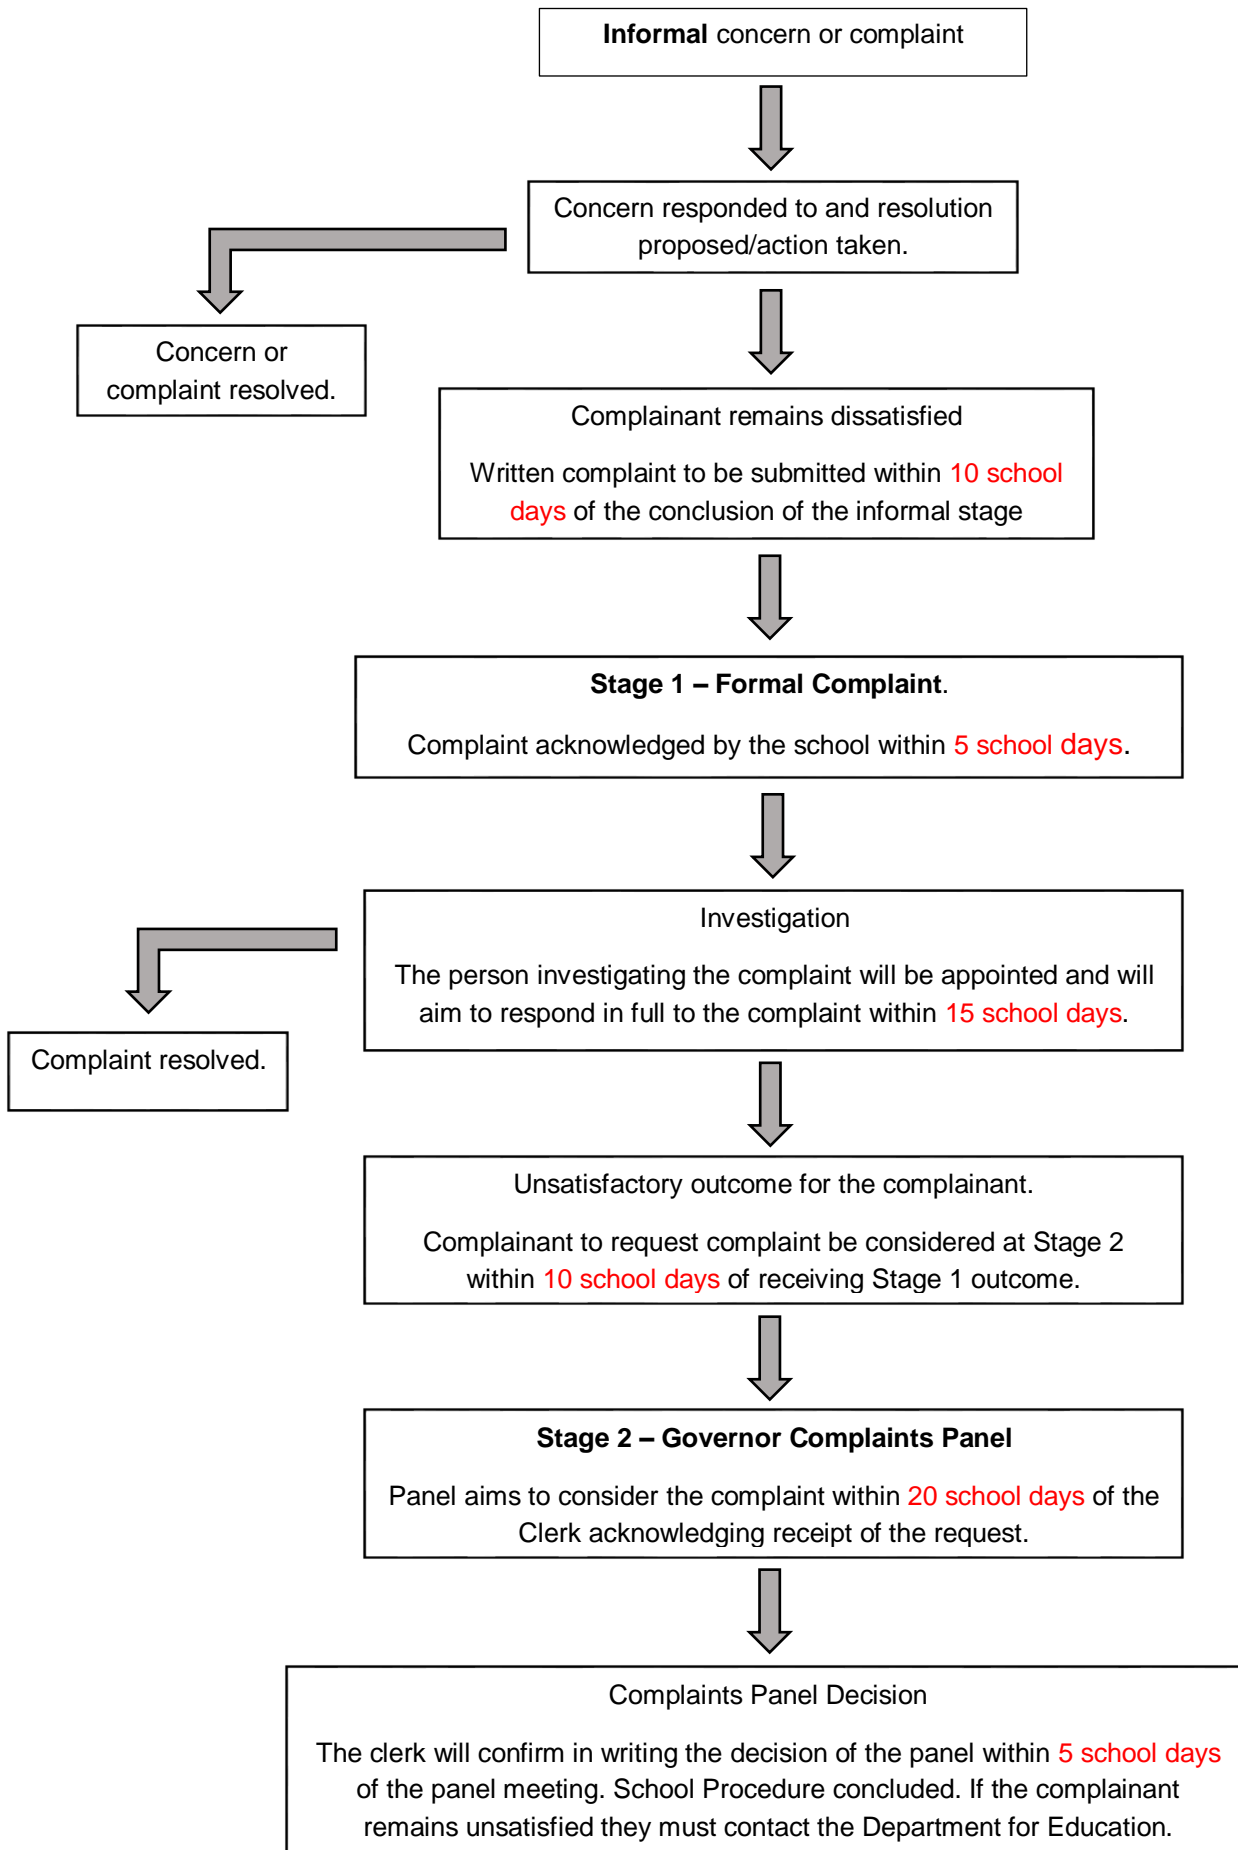 Informal concern or complaint
Concern responded to and resolution
proposed/action taken.
Concern or
complaint resolved.
Complainant remains dissatisfied
Written complaint to be submitted within 10 school
days of the conclusion of the informal stage
Stage 1 – Formal Complaint.
Complaint acknowledged by the school within 5 school days.
Investigation
The person investigating the complaint will be appointed and will
aim to respond in full to the complaint within 15 school days.
Complaint resolved.
Unsatisfactory outcome for the complainant.
Complainant to request complaint be considered at Stage 2
within 10 school days of receiving Stage 1 outcome.
Stage 2 – Governor Complaints Panel
Panel aims to consider the complaint within 20 school days of the
Clerk acknowledging receipt of the request.
Complaints Panel Decision
The clerk will confirm in writing the decision of the panel within 5 school days
of the panel meeting. School Procedure concluded. If the complainant
remains unsatisfied they must contact the Department for Education.